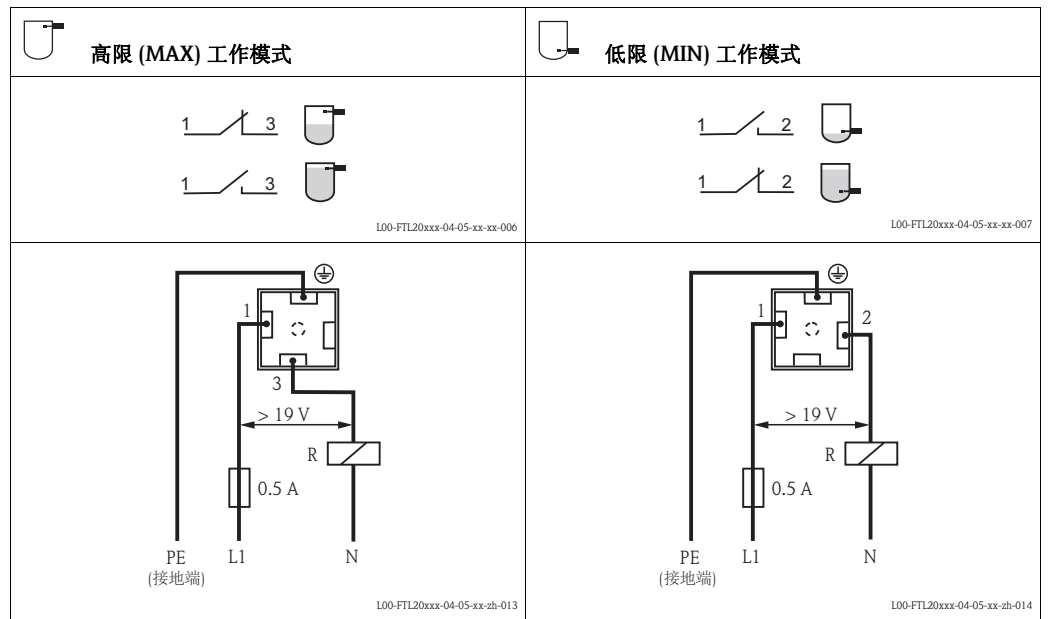 高限 (MAX) 工作模式
低限 (MIN) 工作模式
1 3
1 3
L00-FTL20xxx-04-05-xx-xx-006
1 2
1 2
L00-FTL20xxx-04-05-xx-xx-007
1
3
> 19 V
R
0.5 A
PE
(接地端)
L1
N
L00-FTL20xxx-04-05-xx-zh-013
1
2
> 19 V
R
0.5 A
PE
(接地端)
L1
N
L00-FTL20xxx-04-05-xx-zh-014